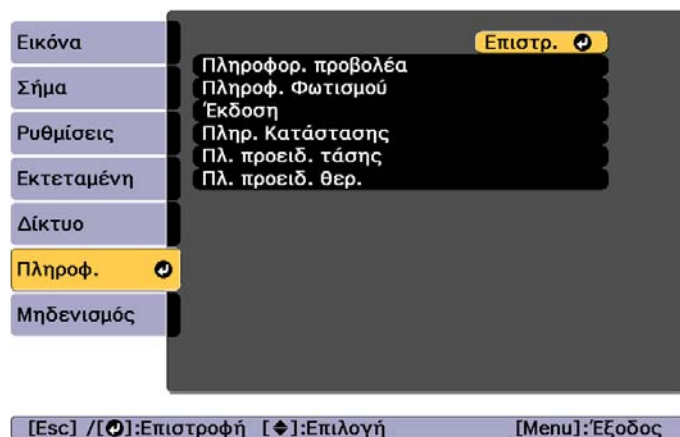 Εικόνα
Σήμα
Ρυθμίσεις
Εκτεταμένη
Δίκτυο
Πληροφ.
Μηδενισμός
Επιστρ.
Πληροφορ. προβολέα
Πληροφ. Φωτισμού
Έκδοση
Πληρ. Κατάστασης
Πλ. προειδ. τάσης
Πλ. προειδ. θερ.
[Esc] /[⏎]:Επιστροφή [◆]:Επιλογή [Menu]:Έξοδος